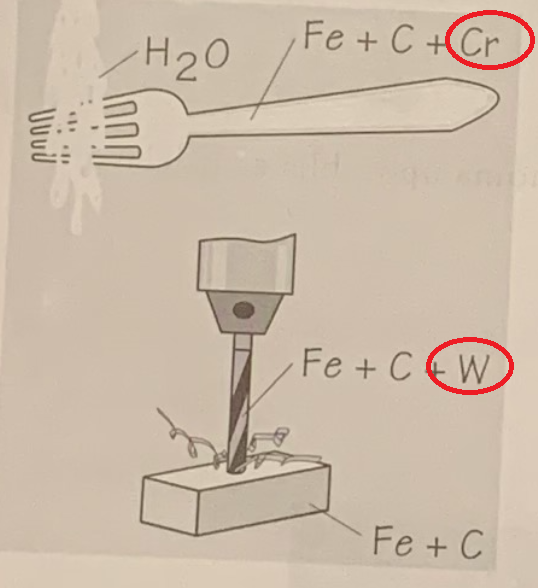 Fe + C + Cr
H₂O
Fe + C + W
Fe + C